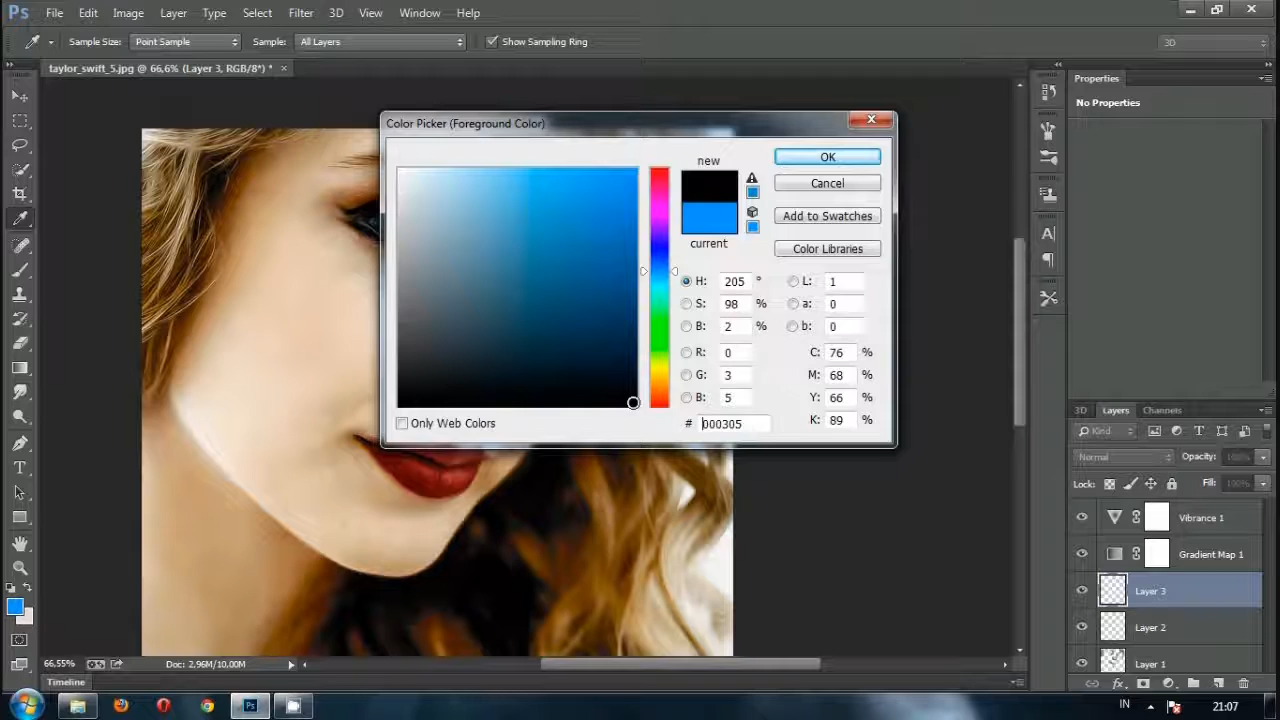 Ps File Edit Image Layer Type Select Filter 3D View Window Help
Sample Size: Point Sample Sample: All Layers Show Sampling Ring 3D
taylor_swift_5.jpg @ 66,6% (Layer 3, RGB/8*) * ×
Properties
No Properties
Color Picker (Foreground Color)
new
current
OK
Cancel
Add to Swatches
Color Libraries
H: 205 °
S: 98 %
B: 2 %
R: 0
G: 3
B: 5
L: 1
a: 0
b: 0
C: 76 %
M: 68 %
Y: 66 %
K: 89 %
Only Web Colors
# 000305
3D Layers Channels
Kind
Normal Opacity: 100%
Lock: Fill: 100%
Vibrance 1
Gradient Map 1
Layer 3
Layer 2
Layer 1
66,55% Doc: 2,96M/10,00M
Timeline
IN 21:07